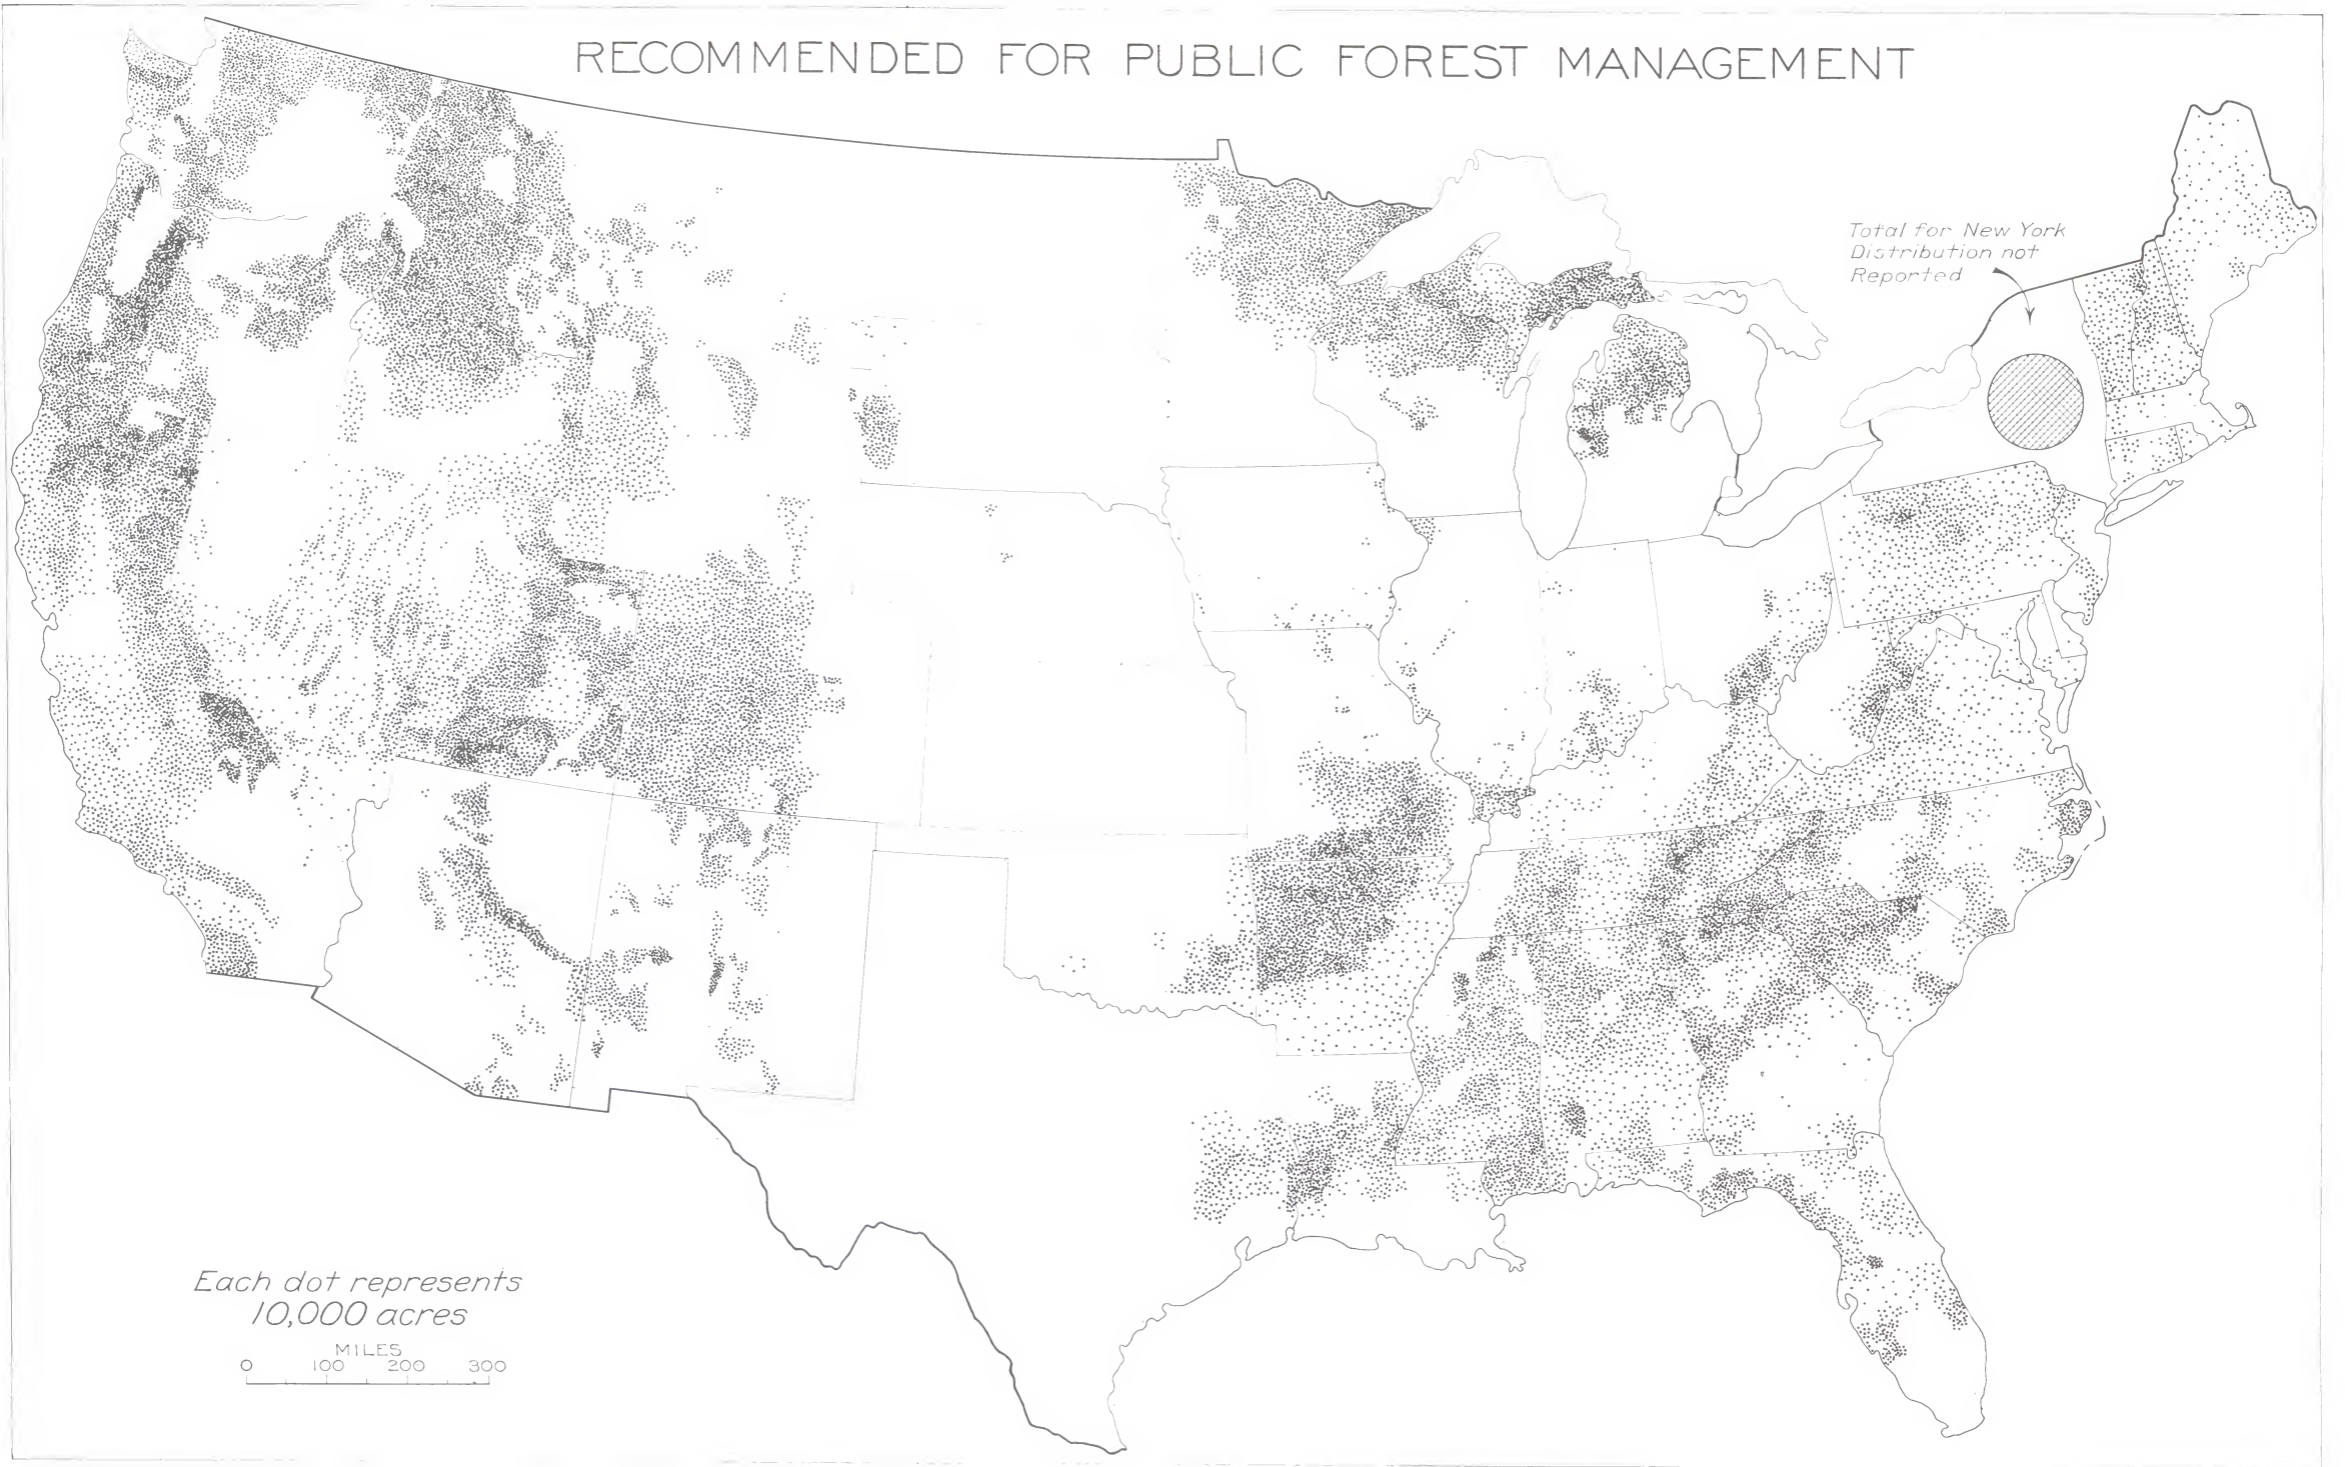 RECOMMENDED FOR PUBLIC FOREST MANAGEMENT
Total for New York
Distribution not
Reported
Each dot represents
10,000 acres
MILES
0 100 200 300